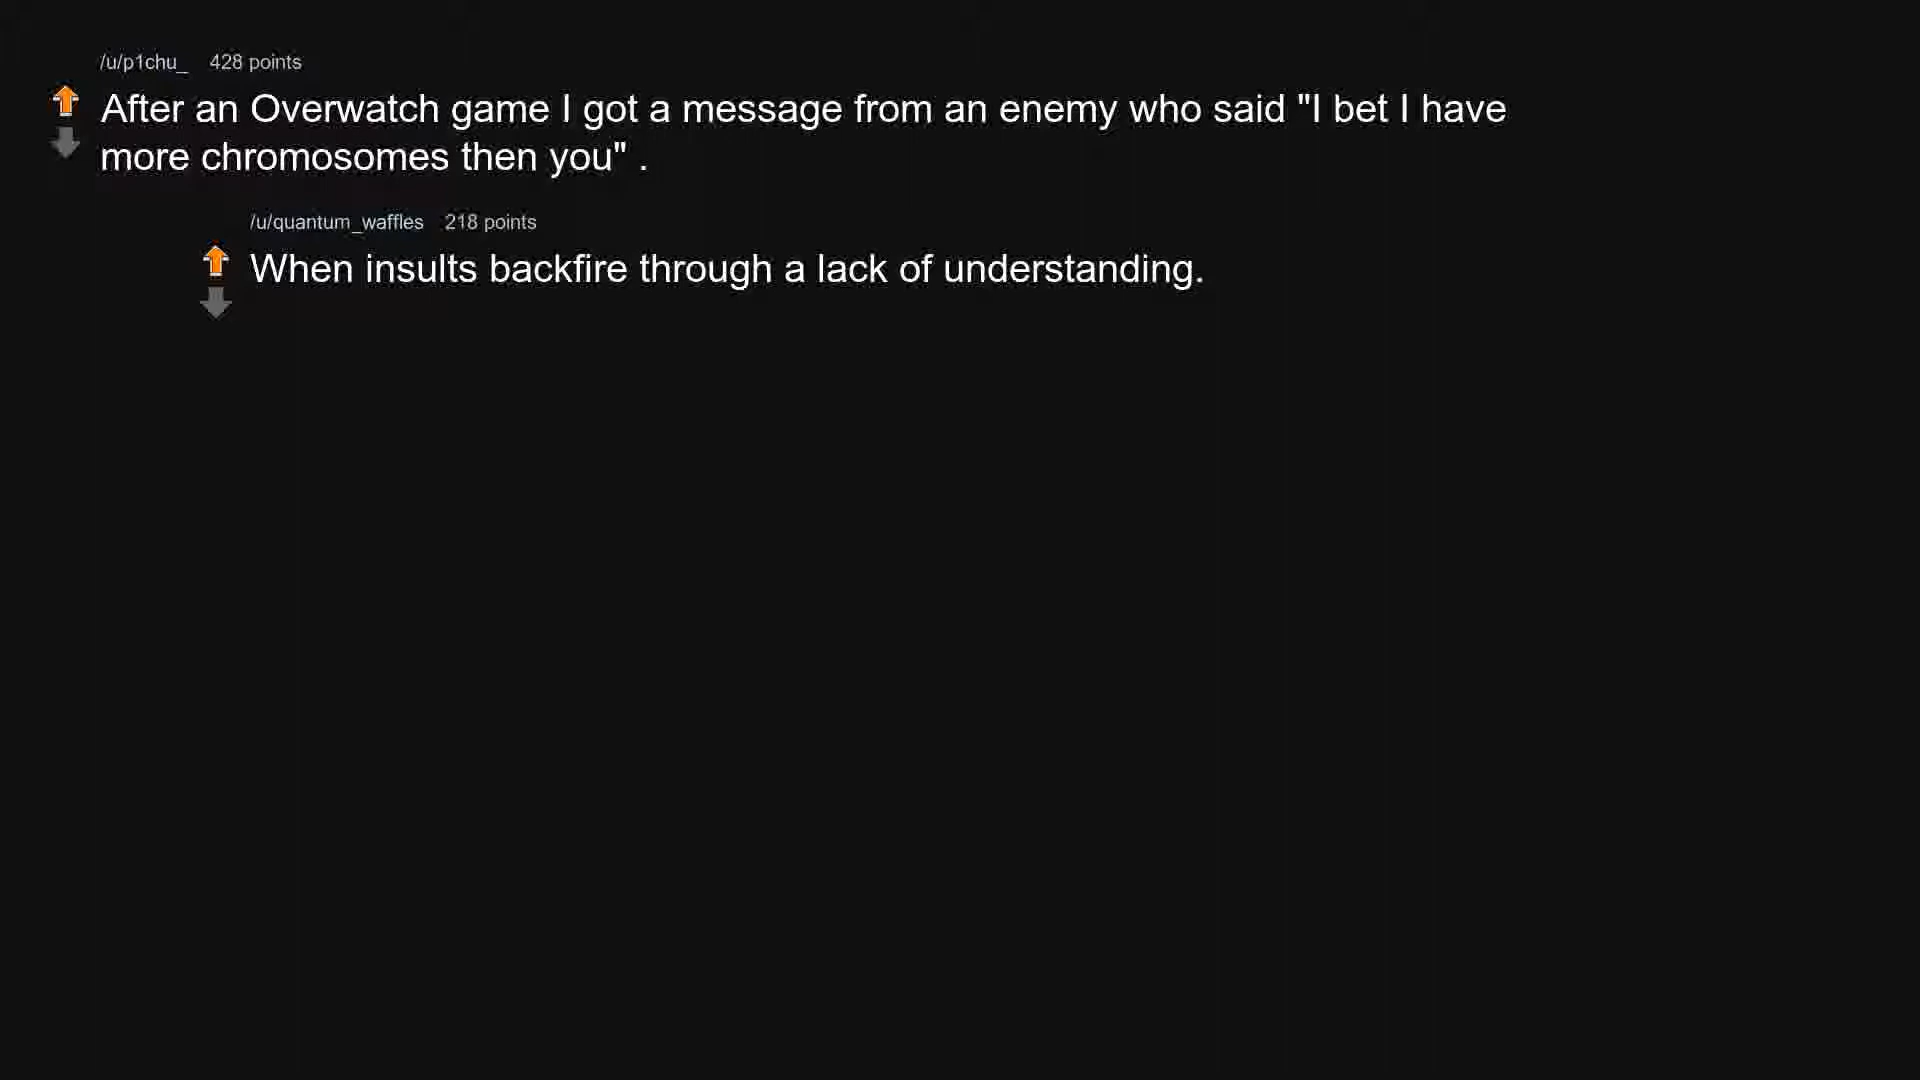 /u/p1chu_ 428 points
After an Overwatch game I got a message from an enemy who said "I bet I have
more chromosomes then you" .
/u/quantum_waffles 218 points
When insults backfire through a lack of understanding.